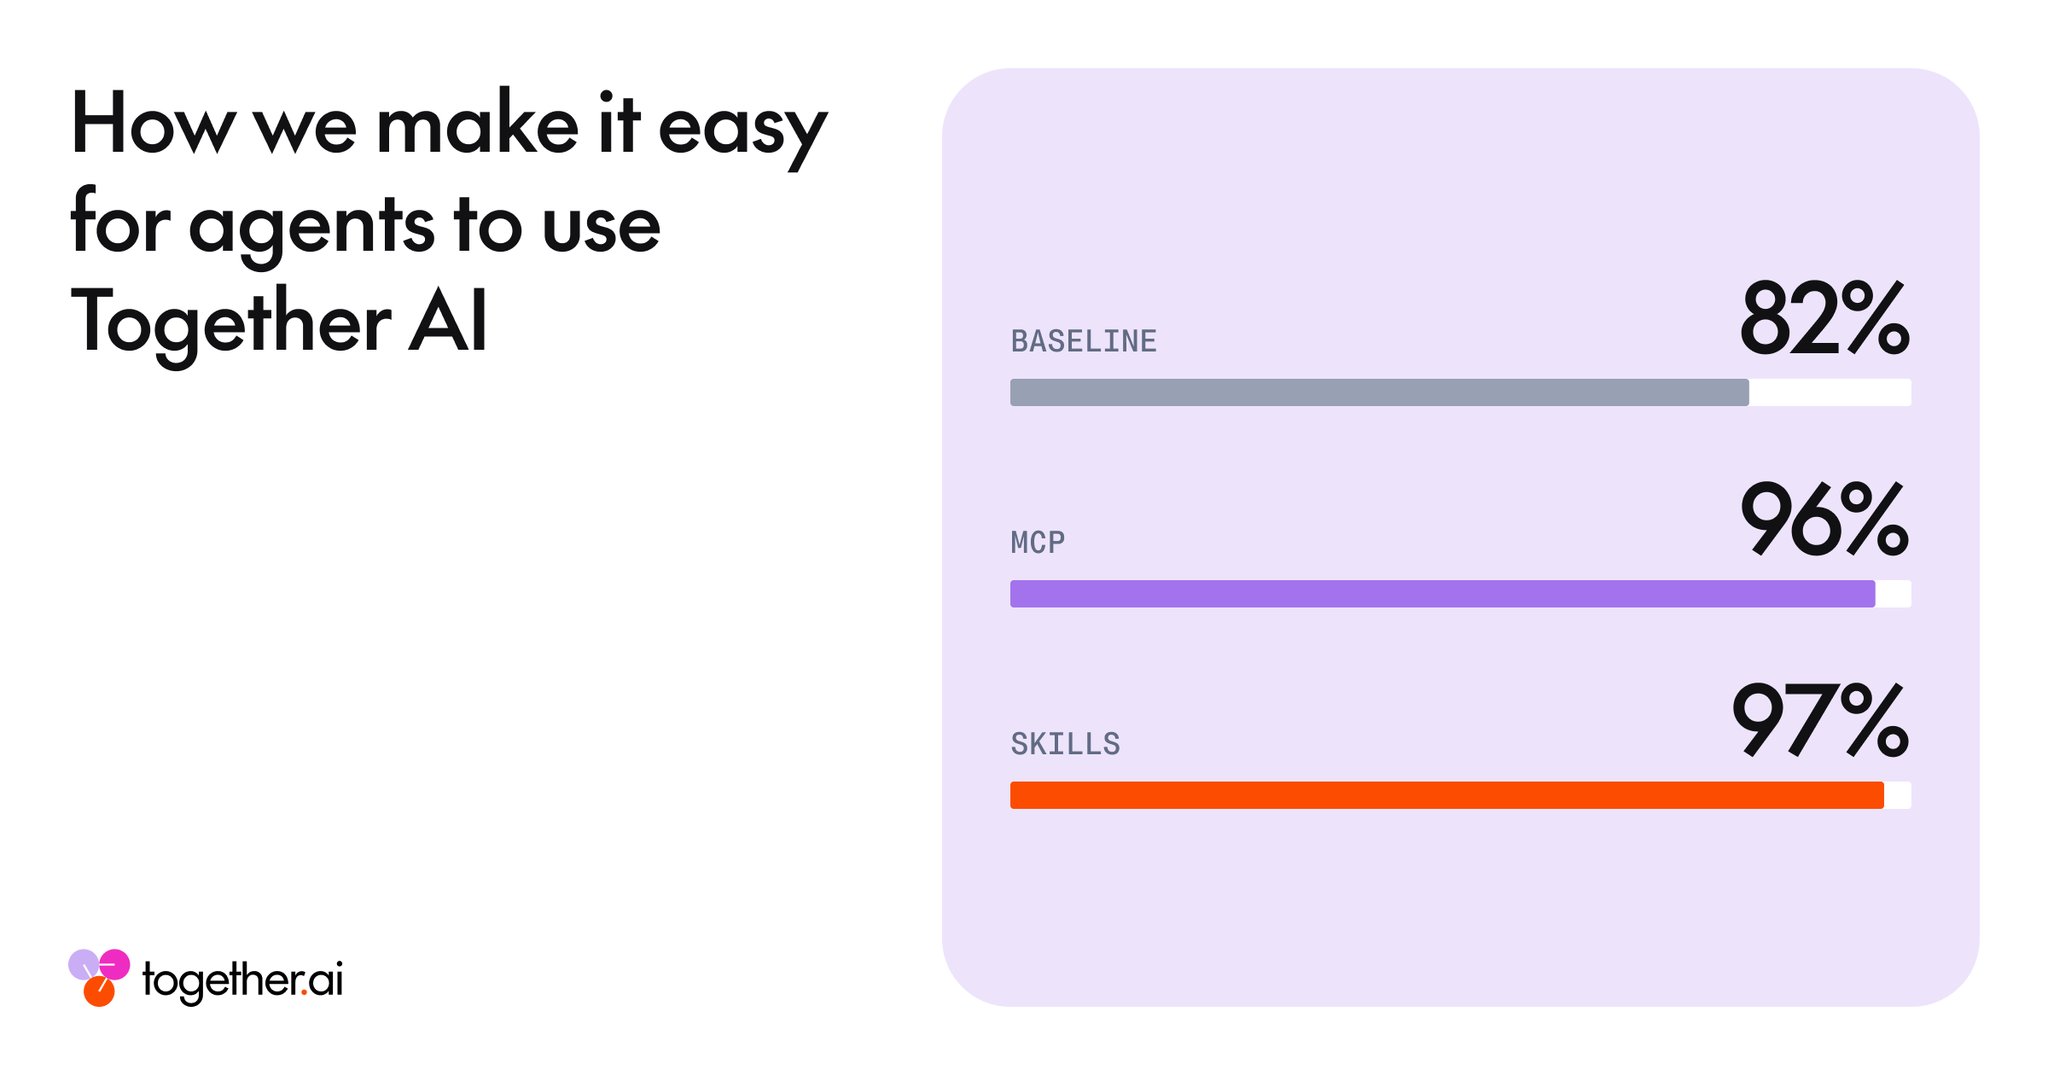 How we make it easy
for agents to use
Together AI
BASELINE
82%
MCP
96%
SKILLS
97%
together.ai